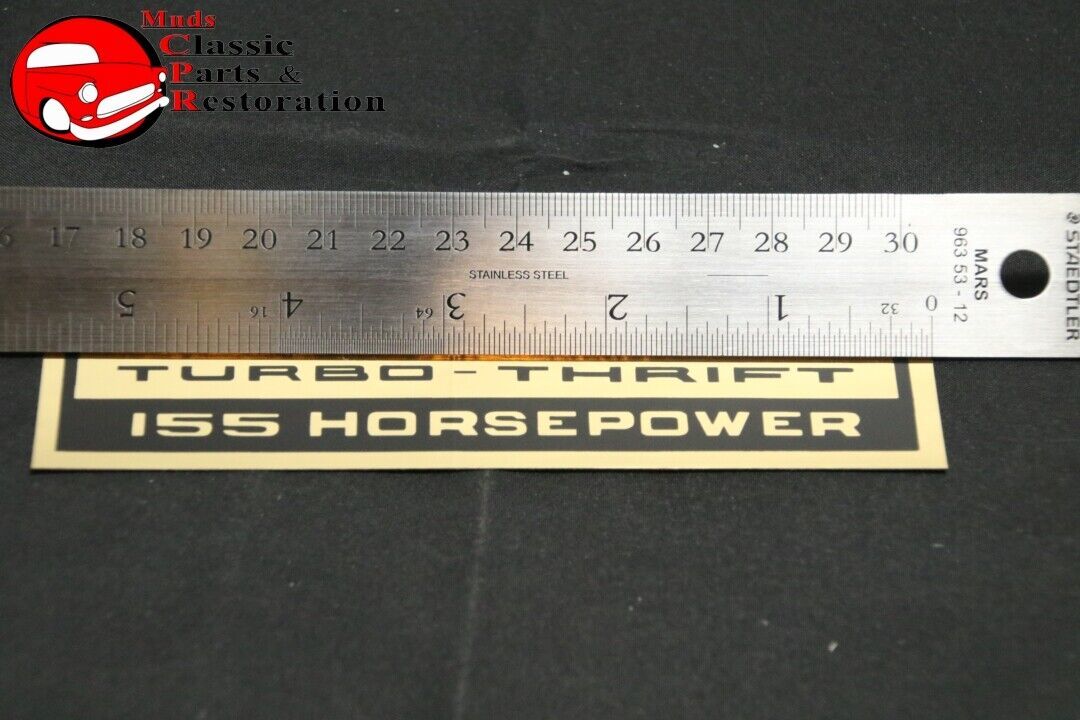 Muds
Classic
Parts &
Restoration
6 17 18 19 20 21 22 23 24 25 26 27 28 29 30
STAINLESS STEEL
5 16 4 64 3 2 1 32 0
MARS
963 53 - 12
STAEDTLER
TURBO-THRIFT
155 HORSEPOWER